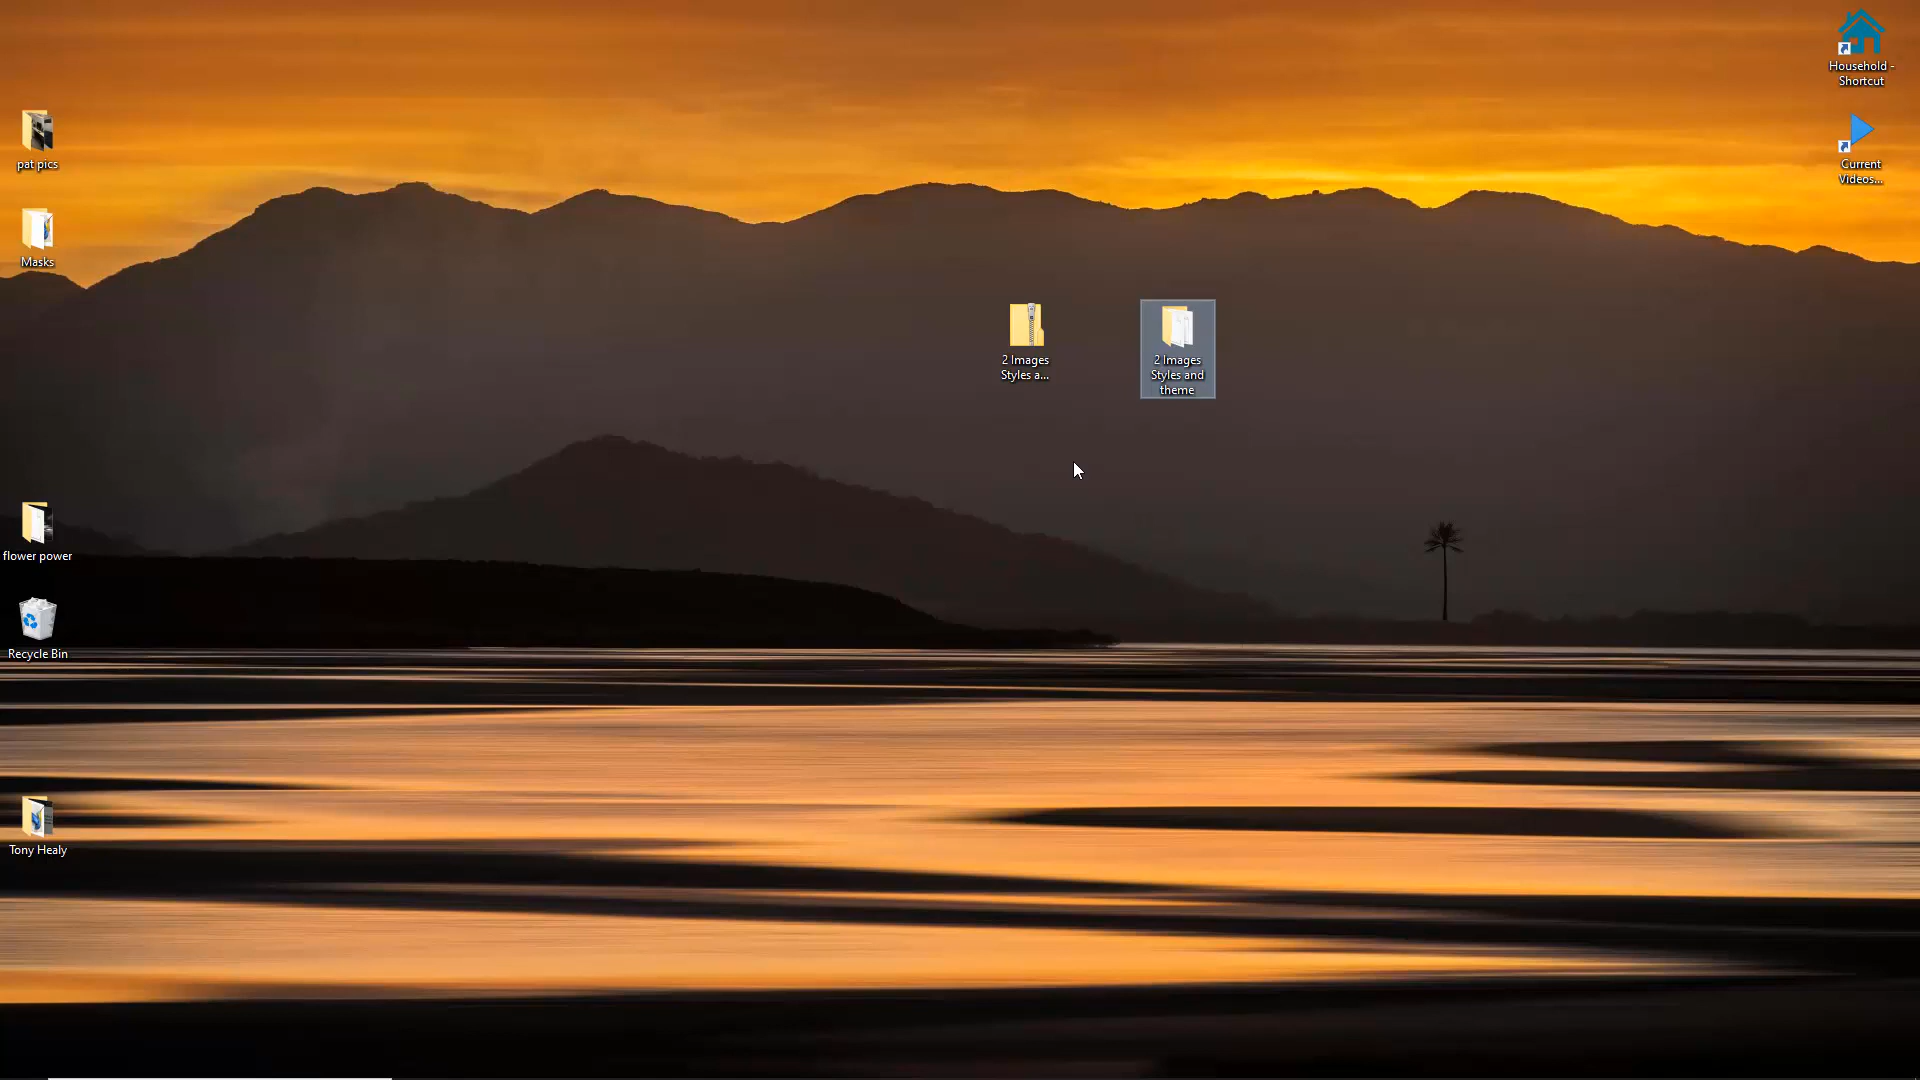 Household -
Shortcut
pat pics
Current
Videos...
Masks
2 Images
Styles a...
2 Images
Styles and
theme
flower power
Recycle Bin
Tony Healy